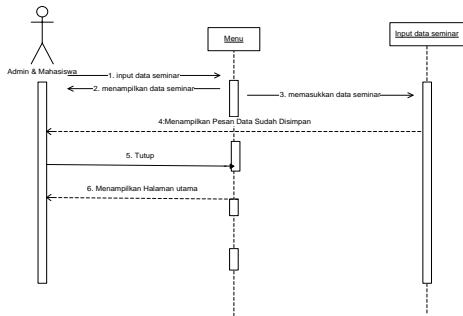 Menu
Input data seminar
Admin & Mahasiswa
1. input data seminar
2. menampilkan data seminar
3. memasukkan data seminar
4:Menampilkan Pesan Data Sudah Disimpan
5. Tutup
6. Menampilkan Halaman utama